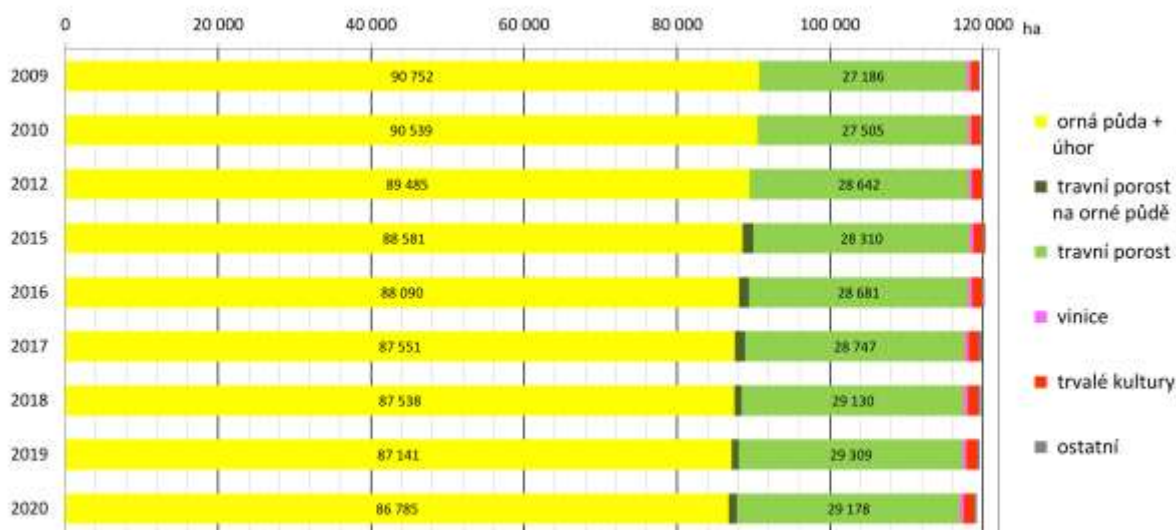 0 20 000 40 000 60 000 80 000 100 000 120 000 ha
2009 90 752 27 186
2010 90 539 27 505
2012 89 485 28 642
2015 88 581 28 310
2016 88 090 28 681
2017 87 551 28 747
2018 87 538 29 130
2019 87 141 29 309
2020 86 785 29 178
orná půda +
úhor
travní porost
na orné půdě
travní porost
vinice
trvalé kultury
ostatní